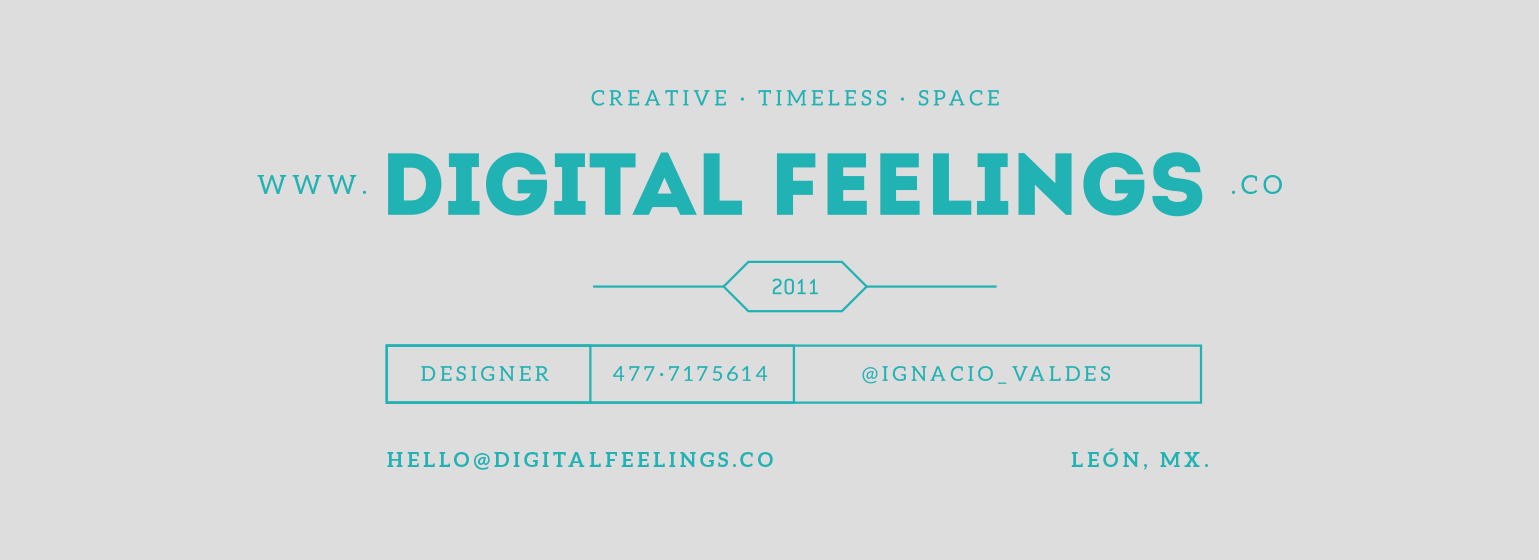 CREATIVE · TIMELESS · SPACE
WWW. DIGITAL FEELINGS .CO
2011
DESIGNER 477·7175614 @IGNACIO_VALDES
HELLO@DIGITALFEELINGS.CO LEÓN, MX.